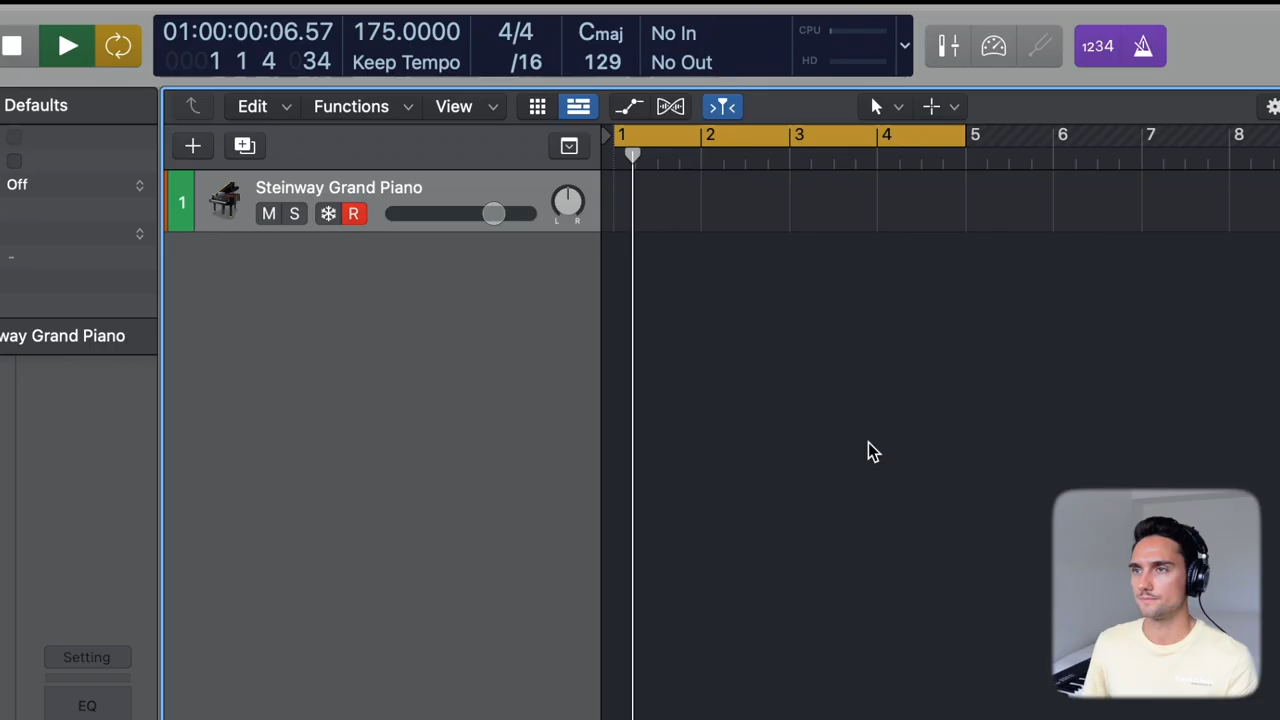 01:00:00:06.57
0001 1 4 034
175.0000
Keep Tempo
4/4
/16
Cmaj
129
No In
No Out
CPU
HD
1234
Defaults
Edit
Functions
View
1 2 3 4 5 6 7 8
Off
-
1
Steinway Grand Piano
M S R
L R
way Grand Piano
Setting
EQ